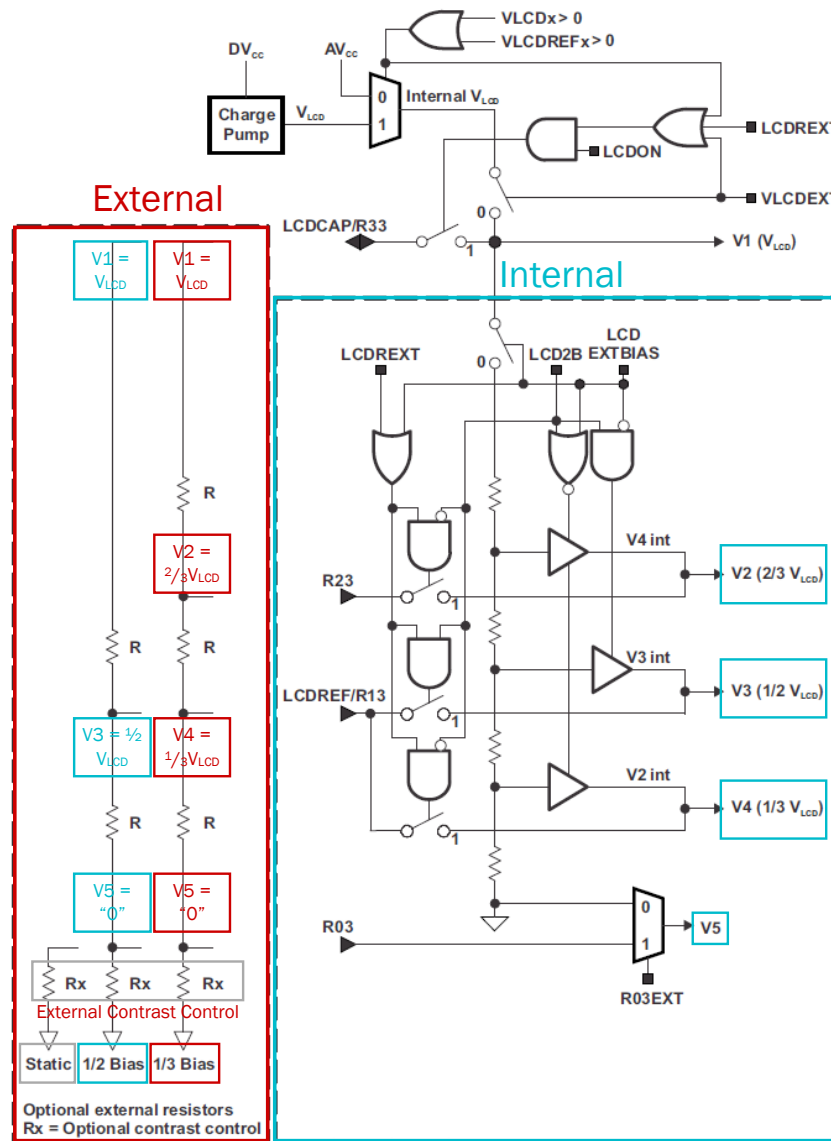 VLCDx > 0
VLCDREFx > 0
DVcc
AVcc
0
1
Internal VLCD
Charge
Pump
VLCD
LCDREXT
LCDON
VLCDEXT
External
0
LCDCAP/R33
1
V1 (VLCD)
V1 =
VLCD
V1 =
VLCD
Internal
LCDREXT
0
LCD2B
LCD
EXTBIAS
R
V2 =
²/₃VLCD
V4 int
V2 (2/3 VLCD)
R23
1
R
R
V3 int
LCDREF/R13
1
V3 (1/2 VLCD)
V3 = ½
VLCD
V4 =
¹/₃VLCD
V2 int
V4 (1/3 VLCD)
R
R
1
V5 =
“0”
V5 =
“0”
0
V5
R03
1
Rx
Rx
Rx
R03EXT
External Contrast Control
Static
1/2 Bias
1/3 Bias
Optional external resistors
Rx = Optional contrast control